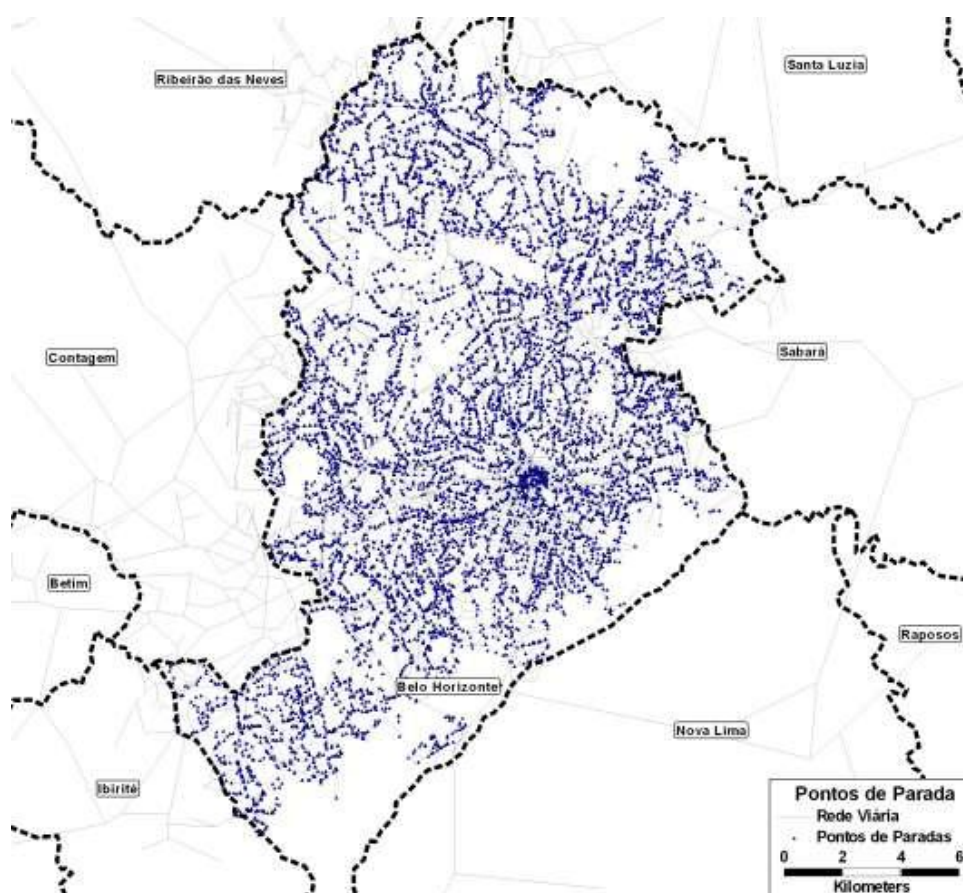 Santa Luzia
Ribeirão das Neves
Contagem
Sabará
Betim
Raposos
Belo Horizonte
Nova Lima
Ibirité
Pontos de Parada
Rede Viária
Pontos de Paradas
0 2 4 6
Kilometers